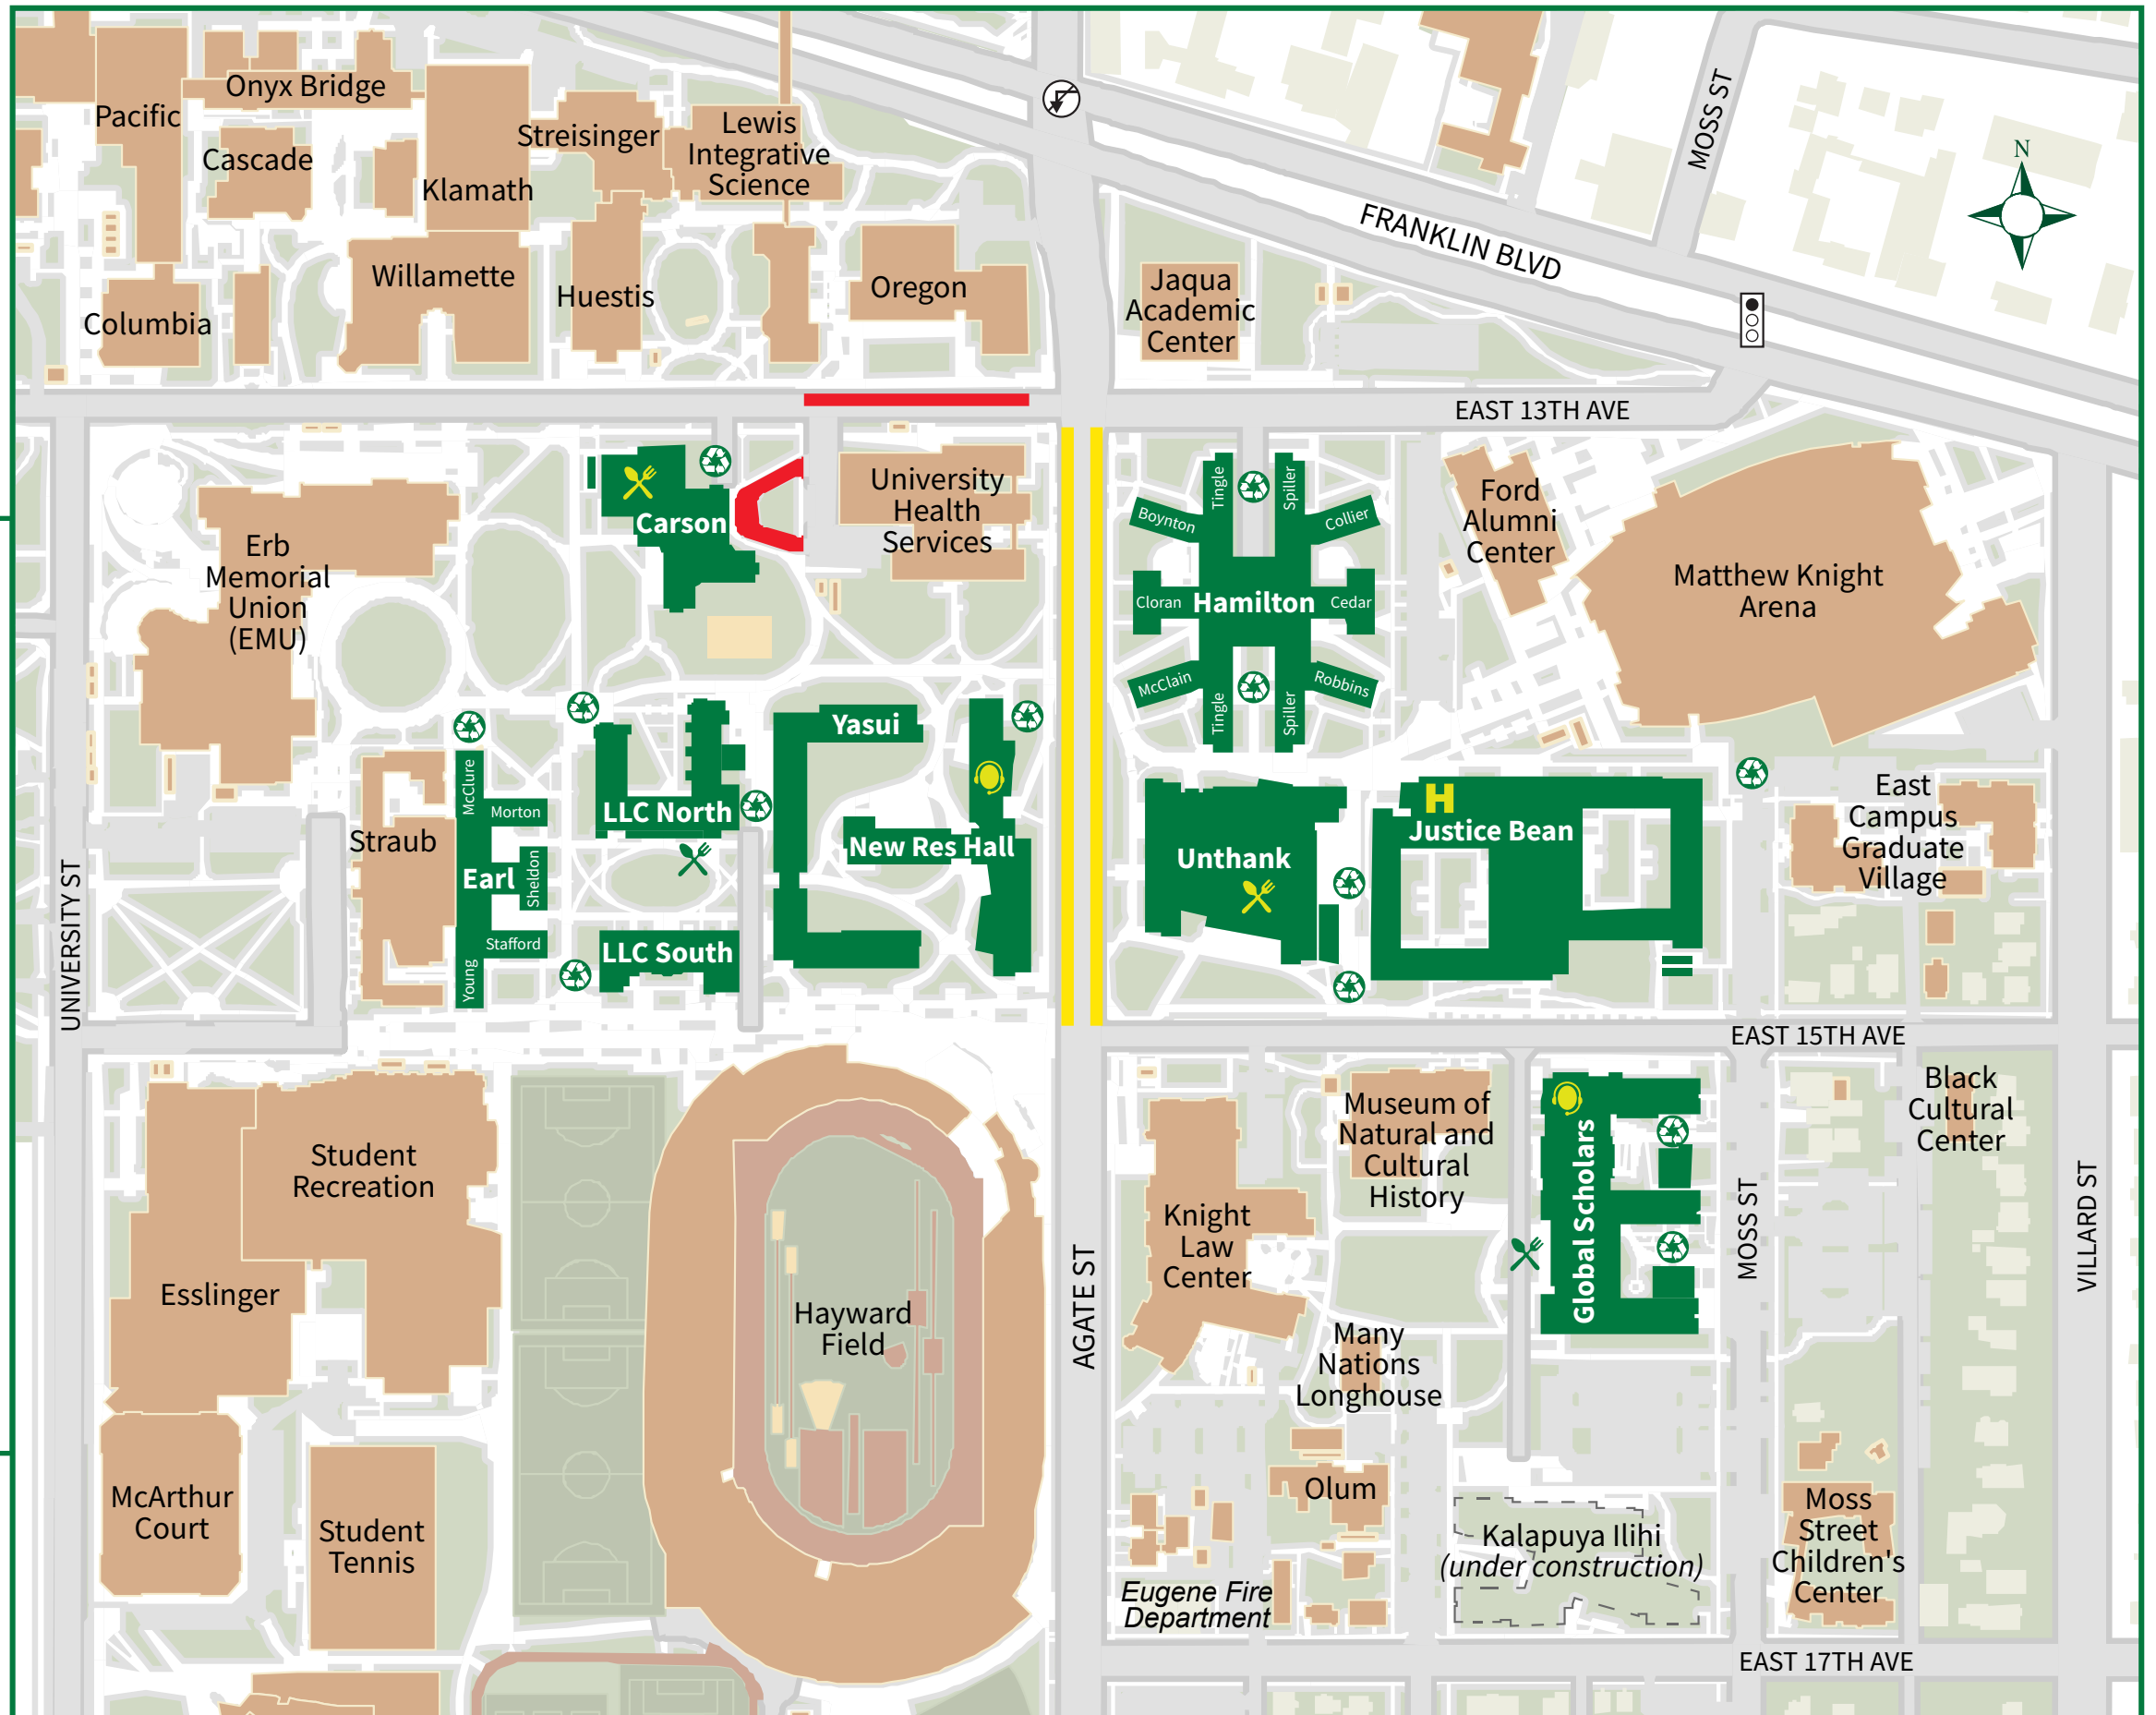 Onyx Bridge
Pacific
Cascade
Klamath
Streisinger
Lewis
Integrative
Science
Willamette
Huestis
Columbia
Oregon
Jaqua
Academic
Center
FRANKLIN BLVD
MOSS ST
N
EAST 13TH AVE
Carson
University
Health
Services
Erb
Memorial
Union
(EMU)
Tingle
Spiller
Boynton
Collier
Cloran
Hamilton
Cedar
McClain
Robbins
Tingle
Spiller
Ford
Alumni
Center
Matthew Knight
Arena
Yasui
McClure
Morton
LLC North
New Res Hall
Straub
Earl
Sheldon
Stafford
Young
LLC South
Unthank
H
Justice Bean
East
Campus
Graduate
Village
UNIVERSITY ST
EAST 15TH AVE
Student
Recreation
Esslinger
Hayward
Field
AGATE ST
Museum of
Natural and
Cultural
History
Knight
Law
Center
Global Scholars
MOSS ST
Black
Cultural
Center
VILLARD ST
Many
Nations
Longhouse
McArthur
Court
Student
Tennis
Olum
Kalapuya Ilihi
(under construction)
Moss
Street
Children's
Center
Eugene Fire
Department
EAST 17TH AVE